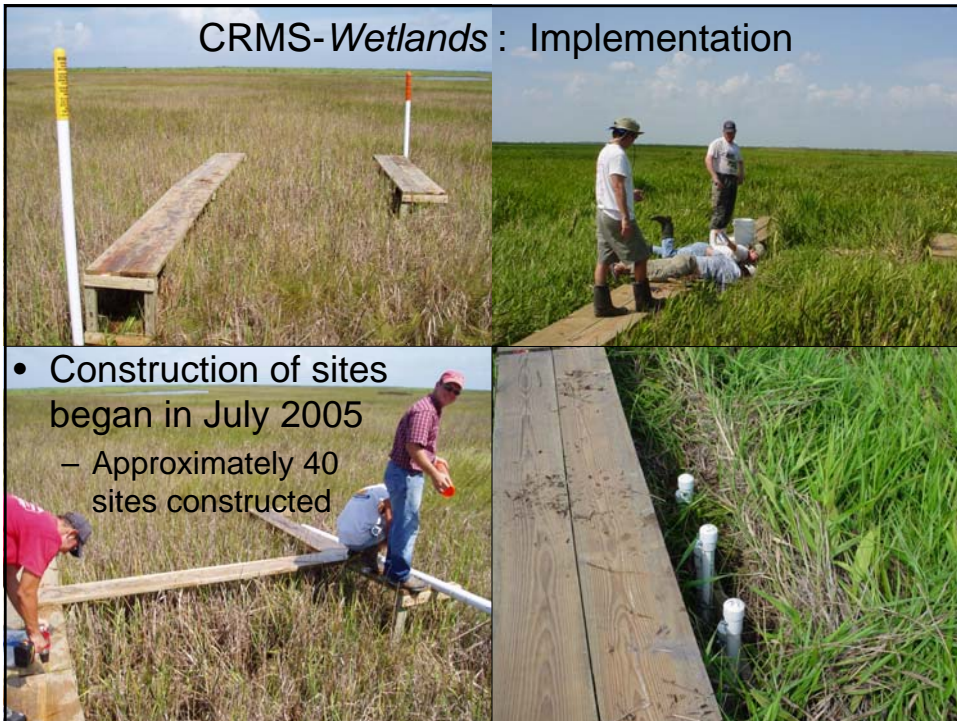 CRMS-Wetlands : Implementation
• Construction of sites
began in July 2005
– Approximately 40
sites constructed